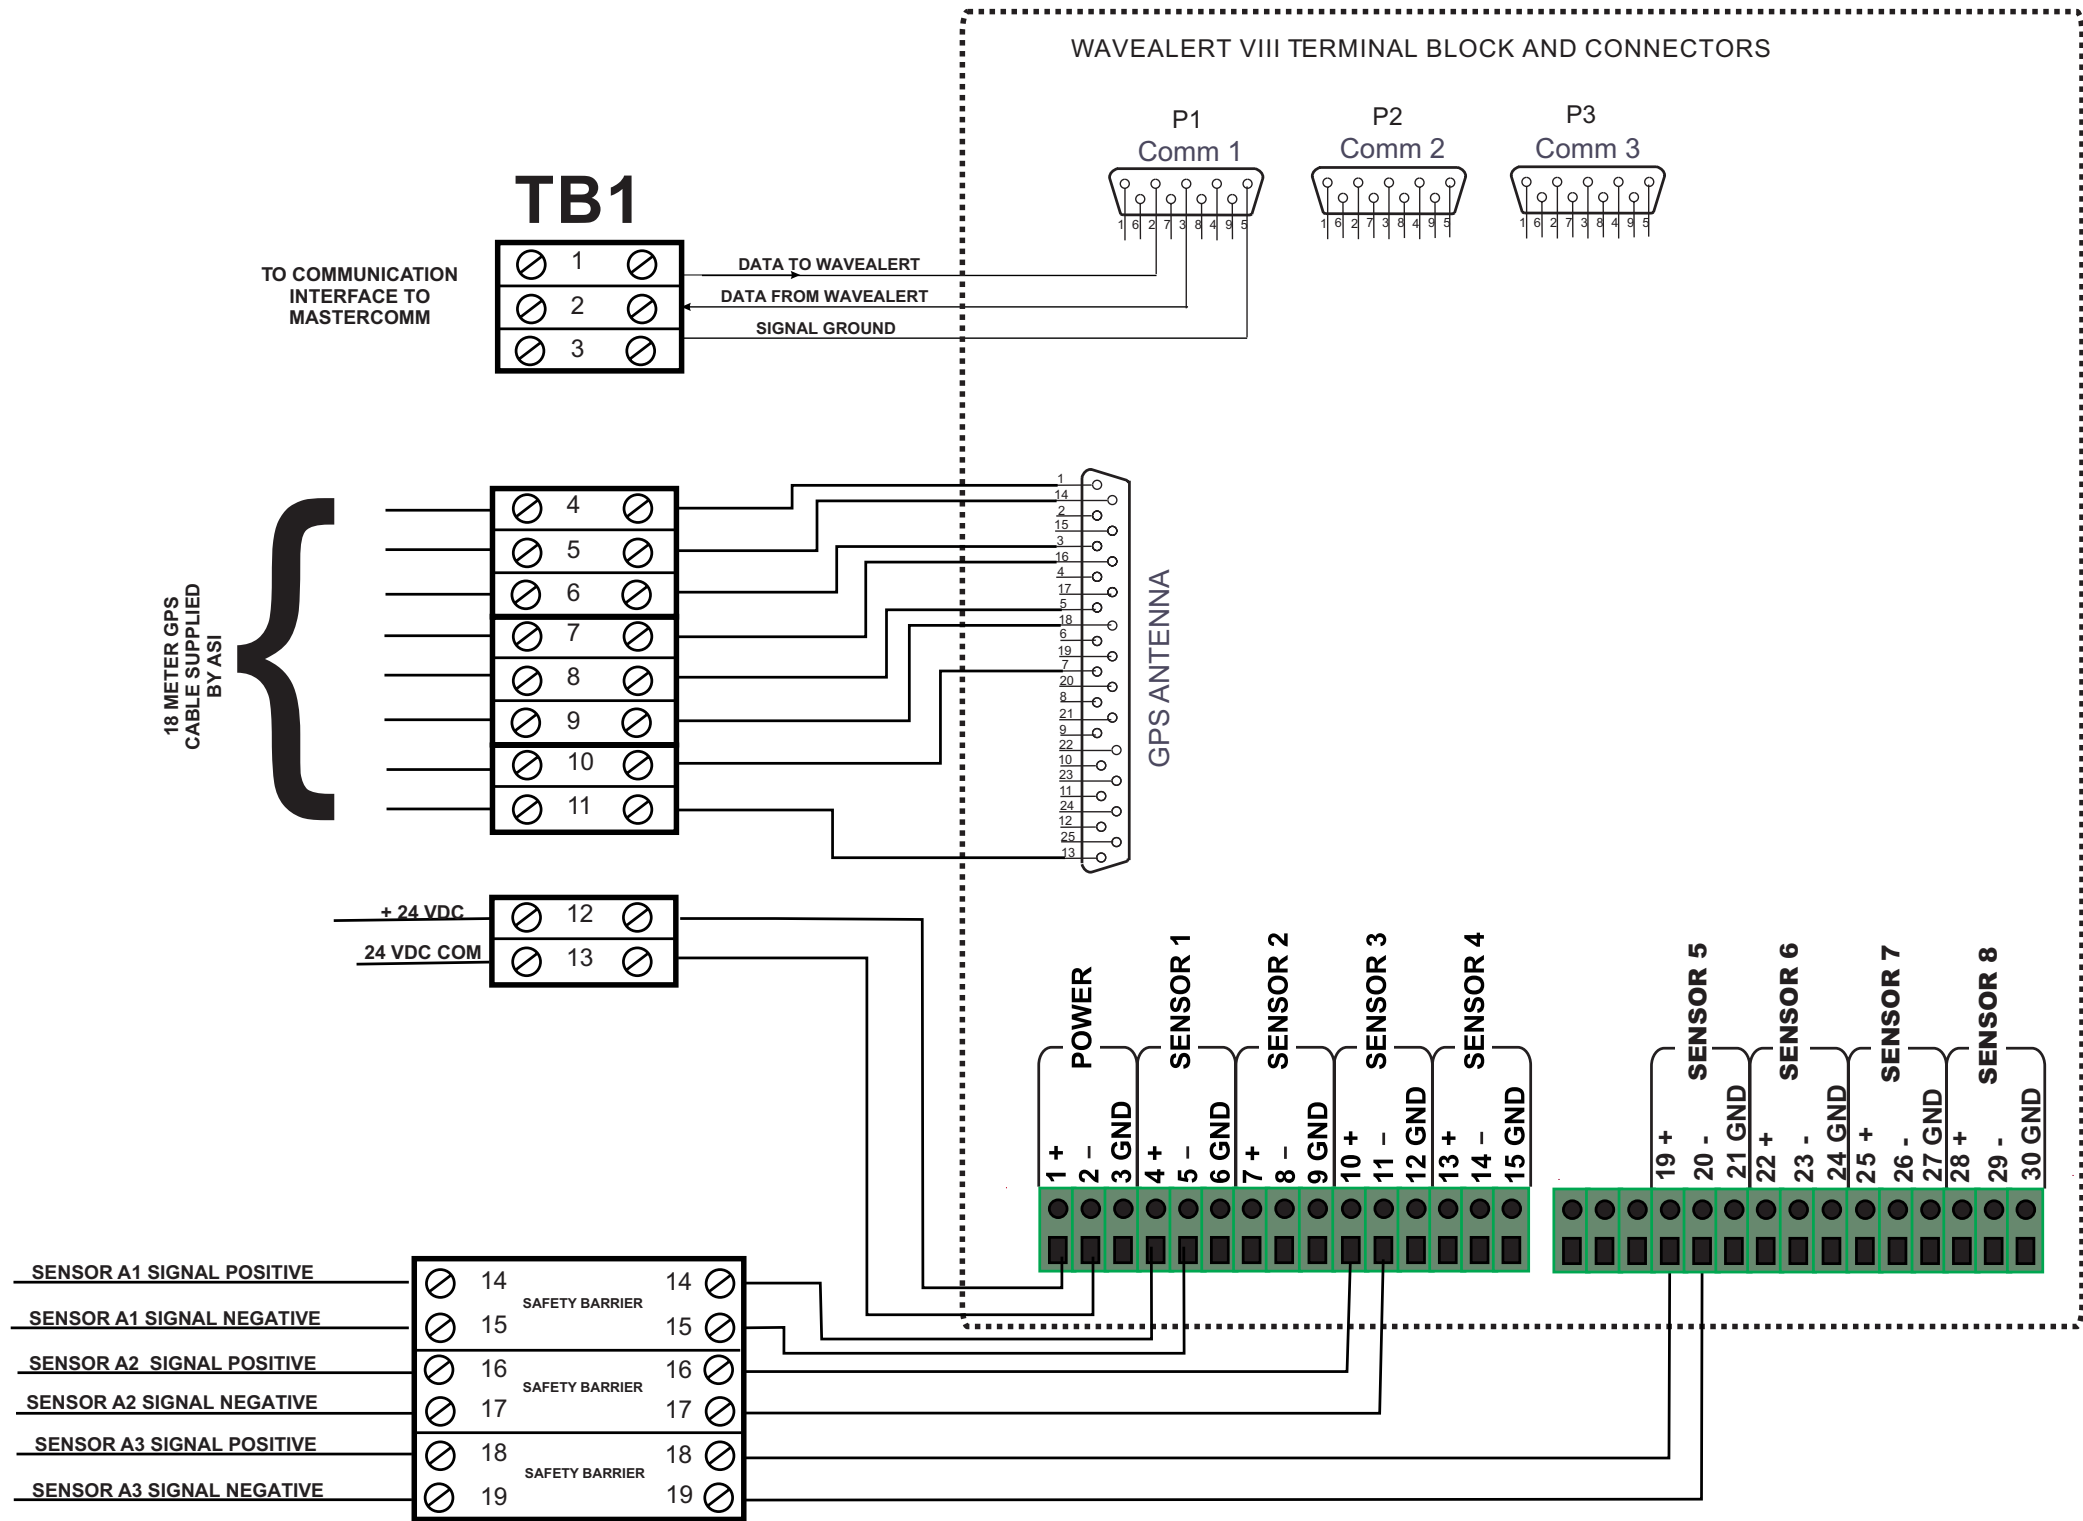 WAVEALERT VIII TERMINAL BLOCK AND CONNECTORS
P1
Comm 1
1 6 2 7 3 8 4 9 5
P2
Comm 2
1 6 2 7 3 8 4 9 5
P3
Comm 3
1 6 2 7 3 8 4 9 5
TB1
TO COMMUNICATION
INTERFACE TO
MASTERCOMM
1
2
3
DATA TO WAVEALERT
DATA FROM WAVEALERT
SIGNAL GROUND
18 METER GPS
CABLE SUPPLIED
BY ASI
4
5
6
7
8
9
10
11
1
14
2
15
3
16
4
17
5
18
6
19
7
20
8
21
9
22
10
23
11
24
12
25
13
GPS ANTENNA
+ 24 VDC
24 VDC COM
12
13
POWER
SENSOR 1
SENSOR 2
SENSOR 3
SENSOR 4
1 +
2 –
3 GND
4 +
5 –
6 GND
7 +
8 –
9 GND
10 +
11 –
12 GND
13 +
14 –
15 GND
SENSOR 5
SENSOR 6
SENSOR 7
SENSOR 8
19 +
20 -
21 GND
22 +
23 -
24 GND
25 +
26 -
27 GND
28 +
29 -
30 GND
SENSOR A1 SIGNAL POSITIVE
SENSOR A1 SIGNAL NEGATIVE
SENSOR A2 SIGNAL POSITIVE
SENSOR A2 SIGNAL NEGATIVE
SENSOR A3 SIGNAL POSITIVE
SENSOR A3 SIGNAL NEGATIVE
14 14
SAFETY BARRIER
15 15
16 16
SAFETY BARRIER
17 17
18 18
SAFETY BARRIER
19 19